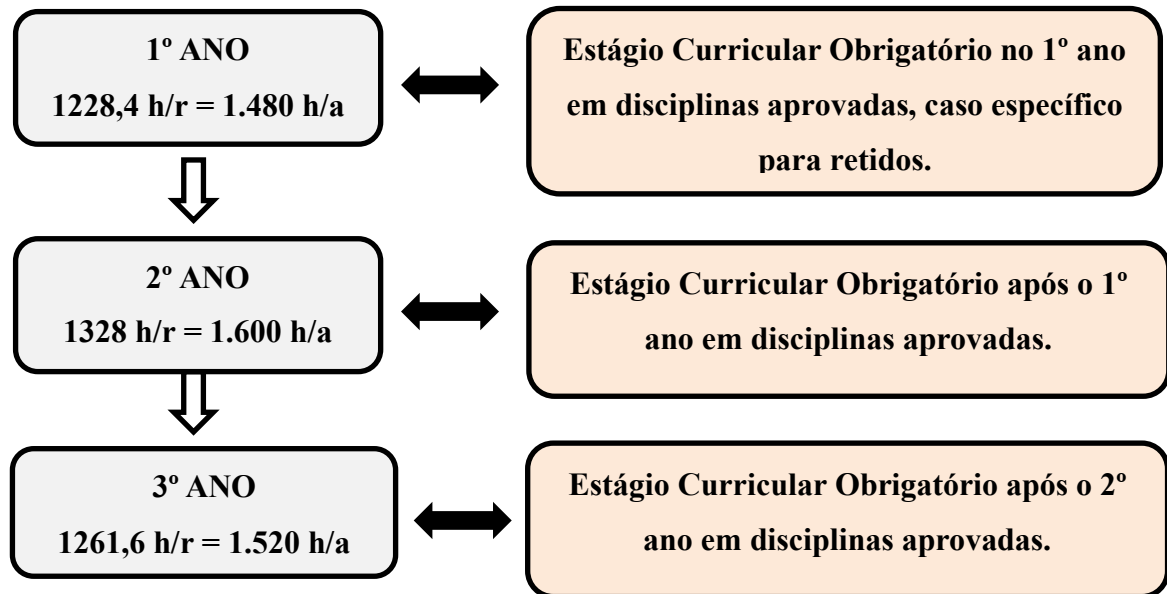 1º ANO
1228,4 h/r = 1.480 h/a
Estágio Curricular Obrigatório no 1º ano
em disciplinas aprovadas, caso específico
para retidos.
2º ANO
1328 h/r = 1.600 h/a
Estágio Curricular Obrigatório após o 1º
ano em disciplinas aprovadas.
3º ANO
1261,6 h/r = 1.520 h/a
Estágio Curricular Obrigatório após o 2º
ano em disciplinas aprovadas.